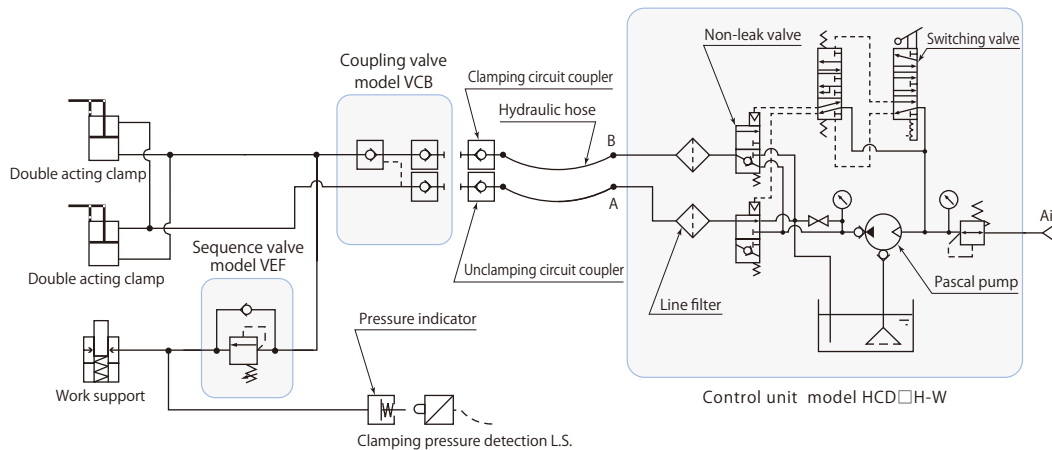 Non-leak valve
Switching valve
Coupling valve
model VCB
Clamping circuit coupler
Hydraulic hose
B
A
Double acting clamp
Double acting clamp
Sequence valve
model VEF
Unclamping circuit coupler
Line filter
Pascal pump
Pressure indicator
Work support
Clamping pressure detection L.S.
Control unit model HCD□H-W